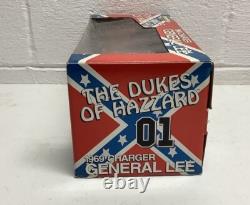 THE DUKES
OF HAZZARD
01
1969 CHARGER
GENERAL LEE